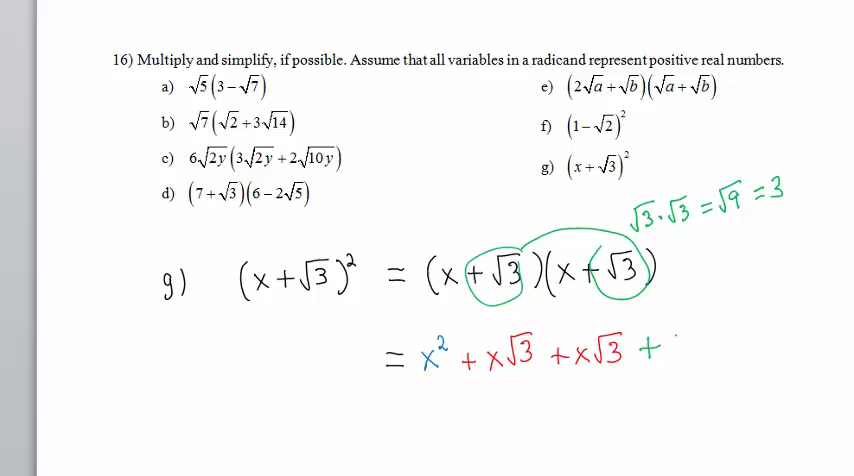 16) Multiply and simplify, if possible. Assume that all variables in a radicand represent positive real numbers.
a) √5(3−√7)
b) √7(√2+3√14)
c) 6√2y(3√2y+2√10y)
d) (7+√3)(6−2√5)
e) (2√a+√b)(√a+√b)
f) (1−√2)²
g) (x+√3)²
√3·√3=√9=3
g) (x+√3)² = (x+√3)(x+√3)
= x² + x√3 + x√3 +